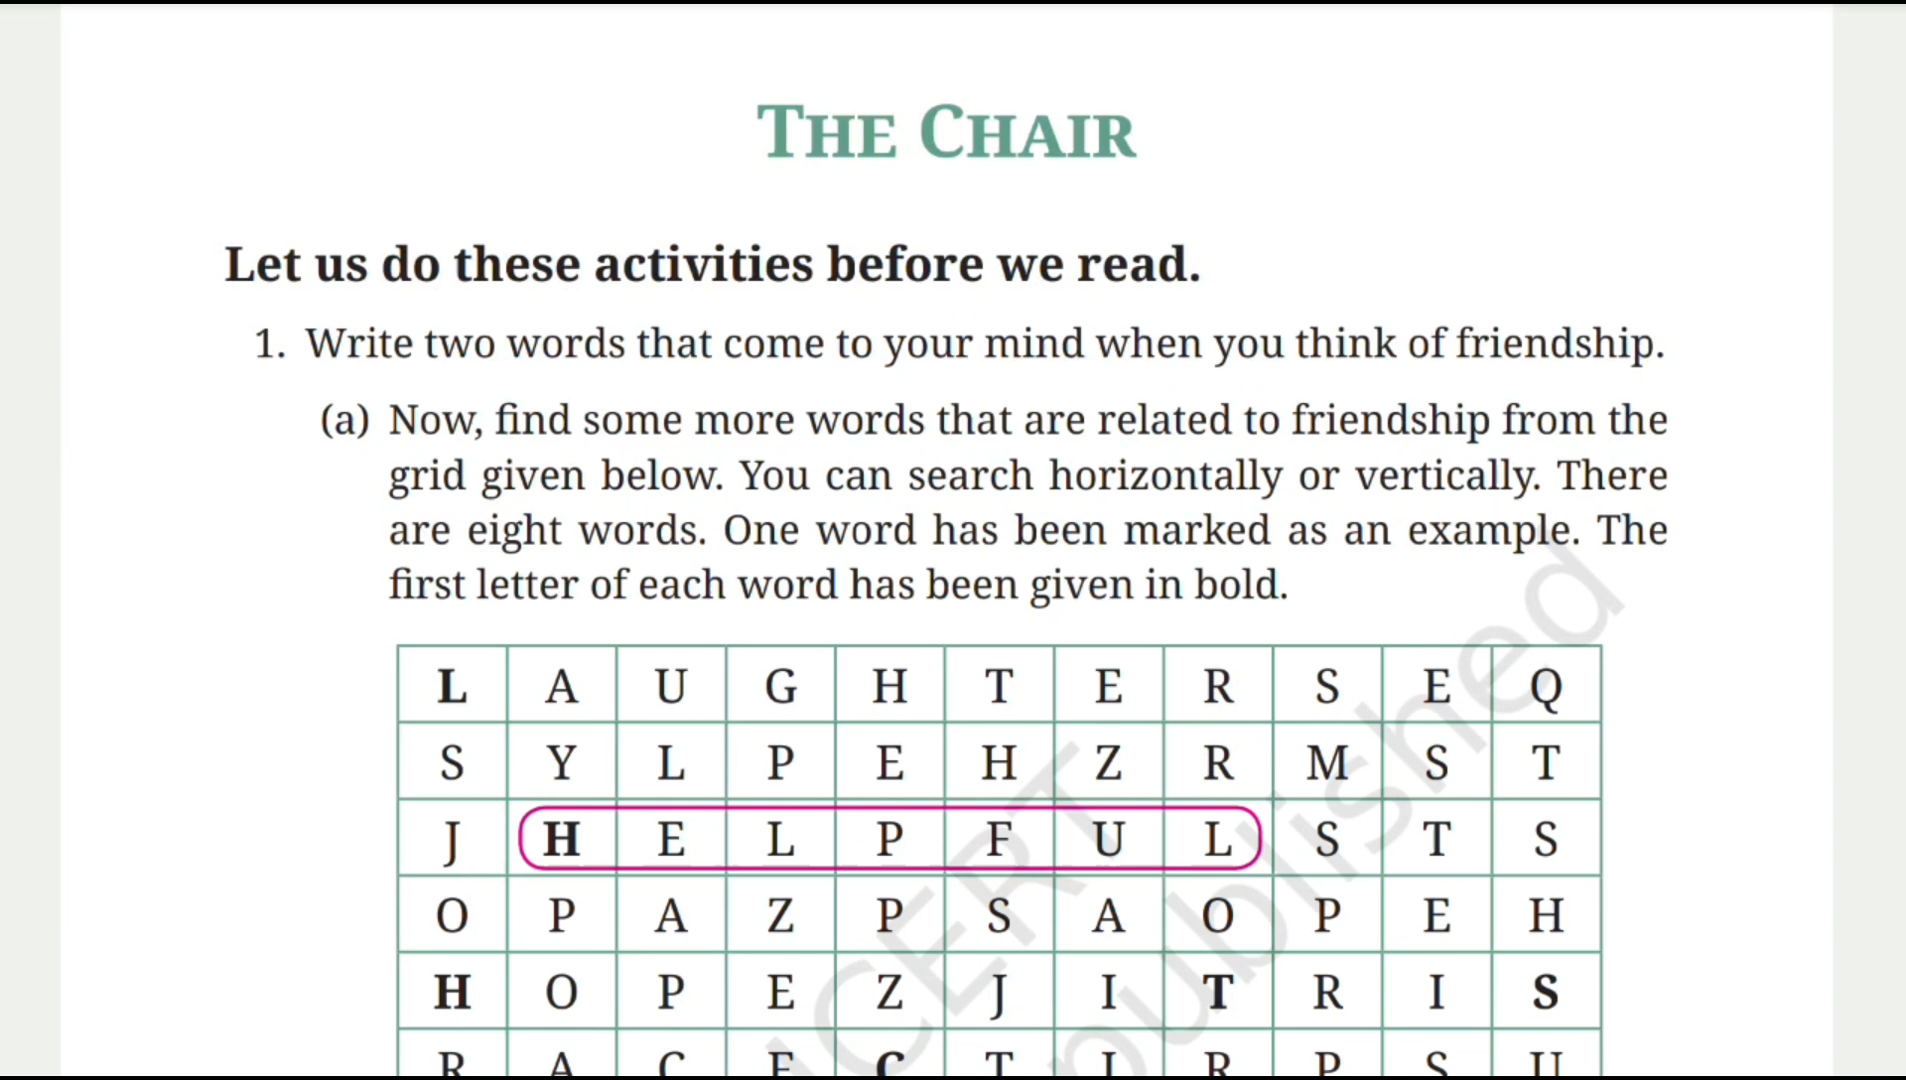 THE CHAIR
Let us do these activities before we read.
1. Write two words that come to your mind when you think of friendship.
(a) Now, find some more words that are related to friendship from the
grid given below. You can search horizontally or vertically. There
are eight words. One word has been marked as an example. The
first letter of each word has been given in bold.
L A U G H T E R S E Q
S Y L P E H Z R M S T
J H E L P F U L S T S
O P A Z P S A O P E H
H O P E Z J I T R I S
R A C E C T I R P S U